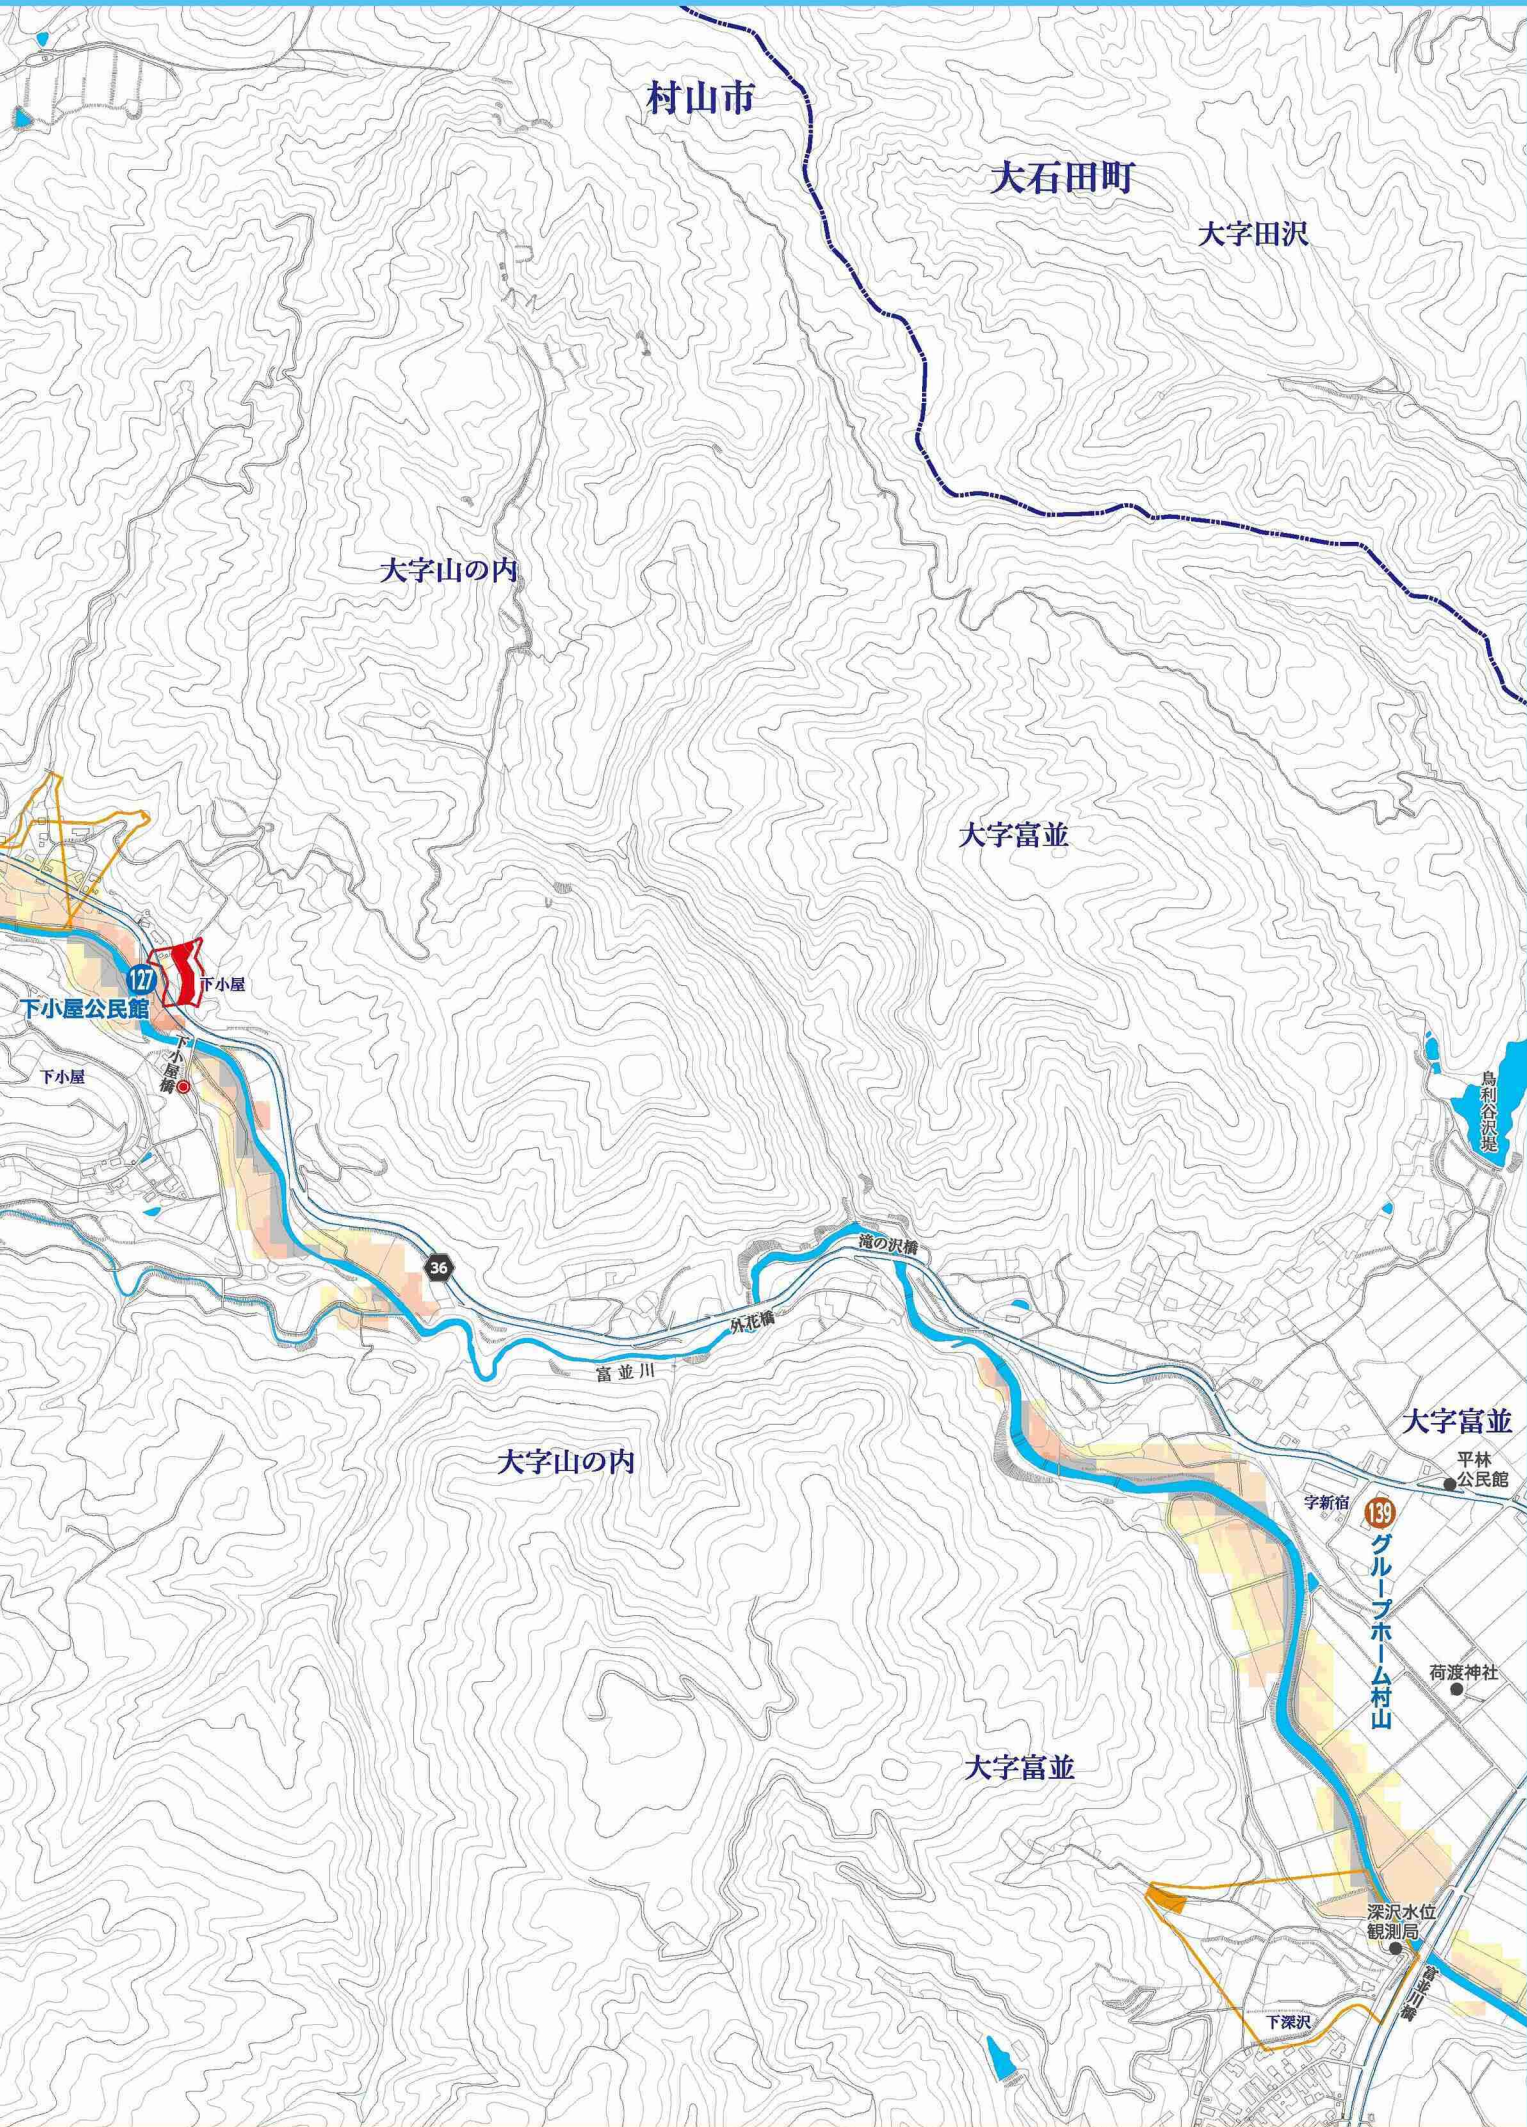 村山市
大石田町
大字田沢
大字山の内
大字富並
127
下小屋公民館
下小屋
下小屋橋
下小屋
鳥利谷沢堤
36
滝の沢橋
外花橋
富並川
大字山の内
大字富並
平林
公民館
字新宿
139
グループホーム村山
荷渡神社
大字富並
深沢水位
観測局
富並川橋
下深沢